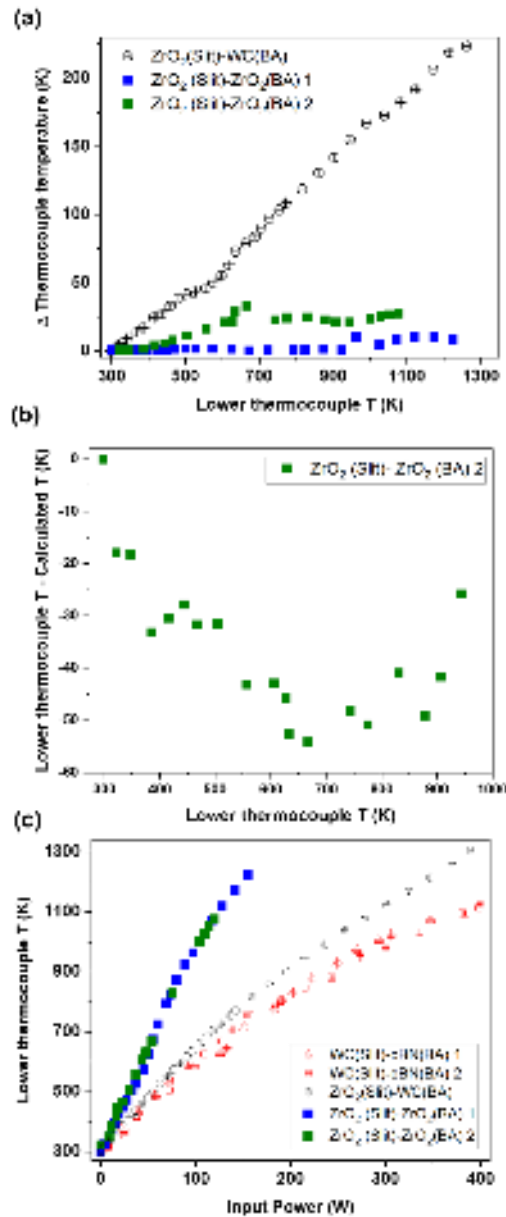 (a)
ZrO2(Slit)-WC(BA)
ZrO2 (Slit)-ZrO2(BA) 1
ZrO2 (Slit)-ZrO2(BA) 2
Δ Thermocouple temperature (K)
200
150
100
50
0
300 500 700 900 1100 1300
Lower thermocouple T (K)
(b)
ZrO2 (Slit)- ZrO2 (BA) 2
Lower thermocouple T - Calculated T (K)
0
-10
-20
-30
-40
-50
-60
300 400 500 600 700 800 900 1000
Lower thermocouple T (K)
(c)
Lower thermocouple T (K)
1300
1100
900
700
500
300
WC(Slit)-cBN(BA) 1
WC(Slit)-cBN(BA) 2
ZrO2(Slit)-WC(BA)
ZrO2 (Slit)-ZrO2(BA) 1
ZrO2 (Slit)-ZrO2(BA) 2
0 100 200 300 400
Input Power (W)